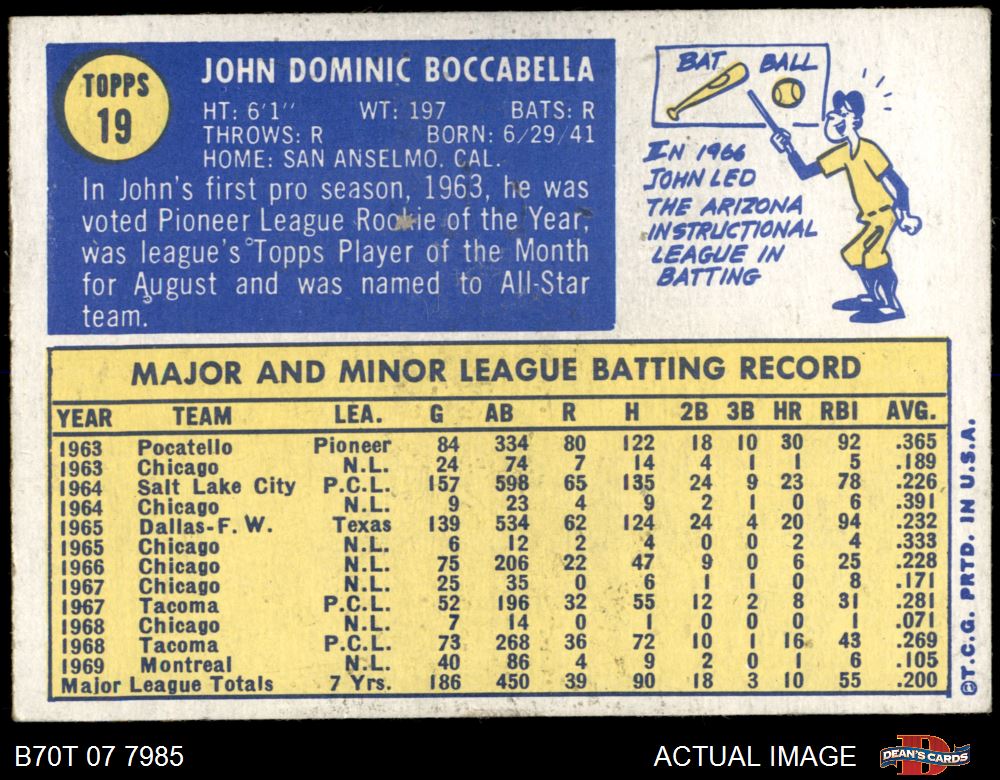 TOPPS
19
JOHN DOMINIC BOCCABELLA
HT: 6'1'' WT: 197 BATS: R
THROWS: R BORN: 6/29/41
HOME: SAN ANSELMO, CAL.
In John's first pro season, 1963, he was
voted Pioneer League Rookie of the Year,
was league's Topps Player of the Month
for August and was named to All-Star
team.
BAT BALL
IN 1966
JOHN LED
THE ARIZONA
INSTRUCTIONAL
LEAGUE IN
BATTING
MAJOR AND MINOR LEAGUE BATTING RECORD
YEAR TEAM LEA. G AB R H 2B 3B HR RBI AVG.
1963 Pocatello Pioneer 84 334 80 122 18 10 30 92 .365
1963 Chicago N.L. 24 74 7 14 4 1 1 5 .189
1964 Salt Lake City P.C.L. 157 598 65 135 24 9 23 78 .226
1964 Chicago N.L. 9 23 4 9 2 1 0 6 .391
1965 Dallas-F. W. Texas 139 534 62 124 24 4 20 94 .232
1965 Chicago N.L. 6 12 2 4 0 0 2 4 .333
1966 Chicago N.L. 75 206 22 47 9 0 6 25 .228
1967 Chicago N.L. 25 35 0 6 1 1 0 8 .171
1967 Tacoma P.C.L. 52 196 32 55 12 2 8 31 .281
1968 Chicago N.L. 7 14 0 1 0 0 0 1 .071
1968 Tacoma P.C.L. 73 268 36 72 10 1 16 43 .269
1969 Montreal N.L. 40 86 4 9 2 0 1 6 .105
Major League Totals 7 Yrs. 186 450 39 90 18 3 10 55 .200
©T.C.G. PRTD. IN U.S.A.
B70T 07 7985
ACTUAL IMAGE
DEAN'S CARDS